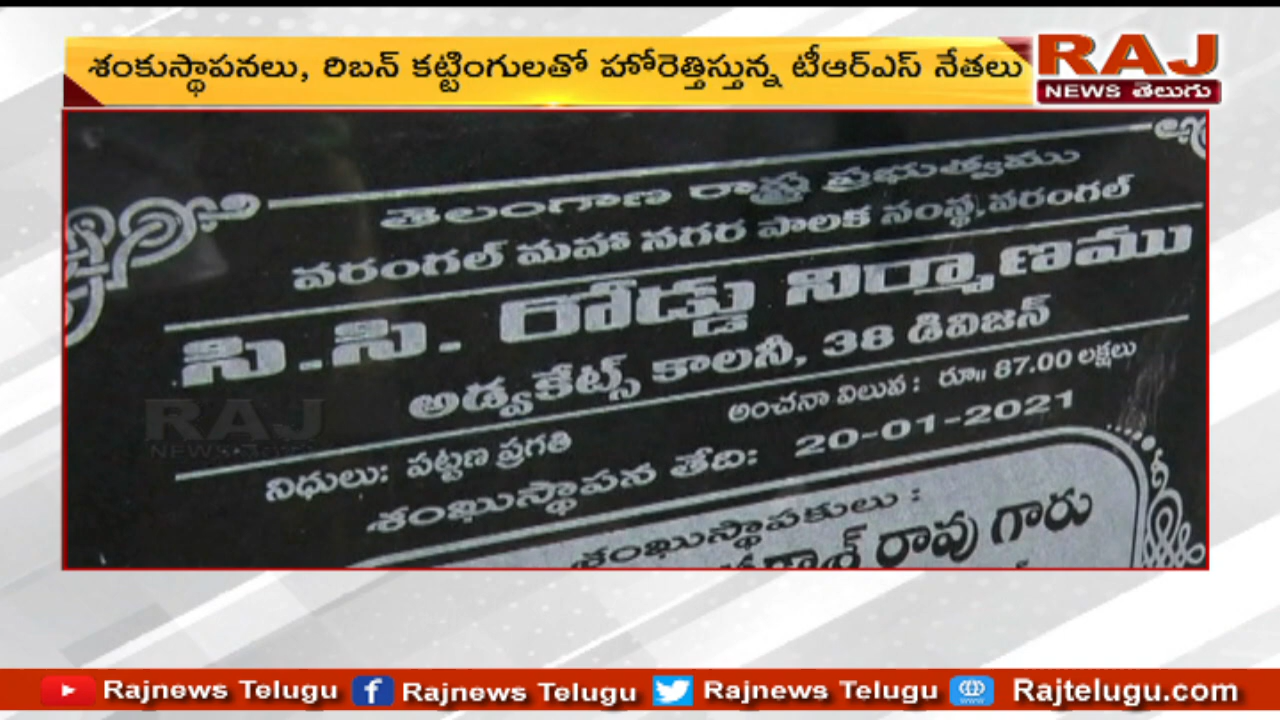 శంకుస్థాపనలు, రిబన్ కట్టింగులతో హోరెత్తిస్తున్న టీఆర్ఎస్ నేతలు
RAJ
NEWS తెలుగు
తెలంగాణ రాష్ట్ర ప్రభుత్వము
వరంగల్ మహా నగర పాలక సంస్థ, వరంగల్
సి.సి. రోడ్డు నిర్మాణము
అడ్వకేట్స్ కాలనీ, 38 డివిజన్
నిధులు: పట్టణ ప్రగతి అంచనా విలువ: రూ॥ 87.00 లక్షలు
శంఖుస్థాపన తేది: 20-01-2021
శంఖుస్థాపకులు :
రావు గారు
RAJ
NEWS తెలుగు
Rajnews Telugu Rajnews Telugu Rajnews Telugu Rajtelugu.com